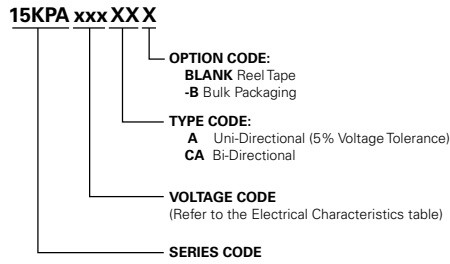 15KPA xxx XX X
OPTION CODE:
BLANK Reel Tape
-B Bulk Packaging
TYPE CODE:
A Uni-Directional (5% Voltage Tolerance)
CA Bi-Directional
VOLTAGE CODE
(Refer to the Electrical Characteristics table)
SERIES CODE